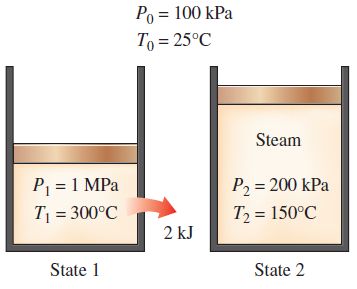 P₀ = 100 kPa
T₀ = 25°C
P₁ = 1 MPa
T₁ = 300°C
2 kJ
State 1
Steam
P₂ = 200 kPa
T₂ = 150°C
State 2